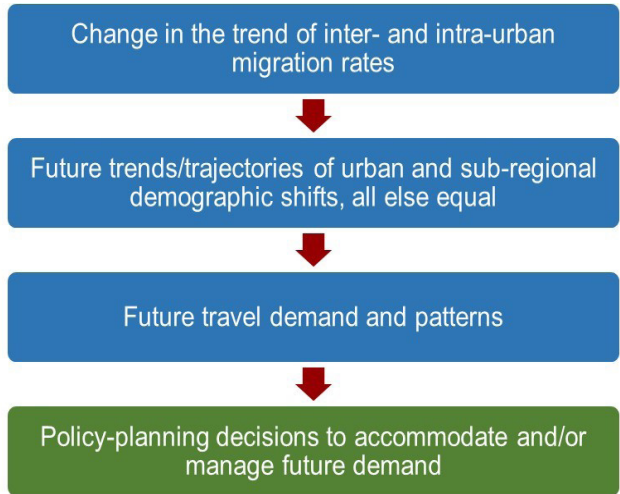 Change in the trend of inter- and intra-urban
migration rates
Future trends/trajectories of urban and sub-regional
demographic shifts, all else equal
Future travel demand and patterns
Policy-planning decisions to accommodate and/or
manage future demand